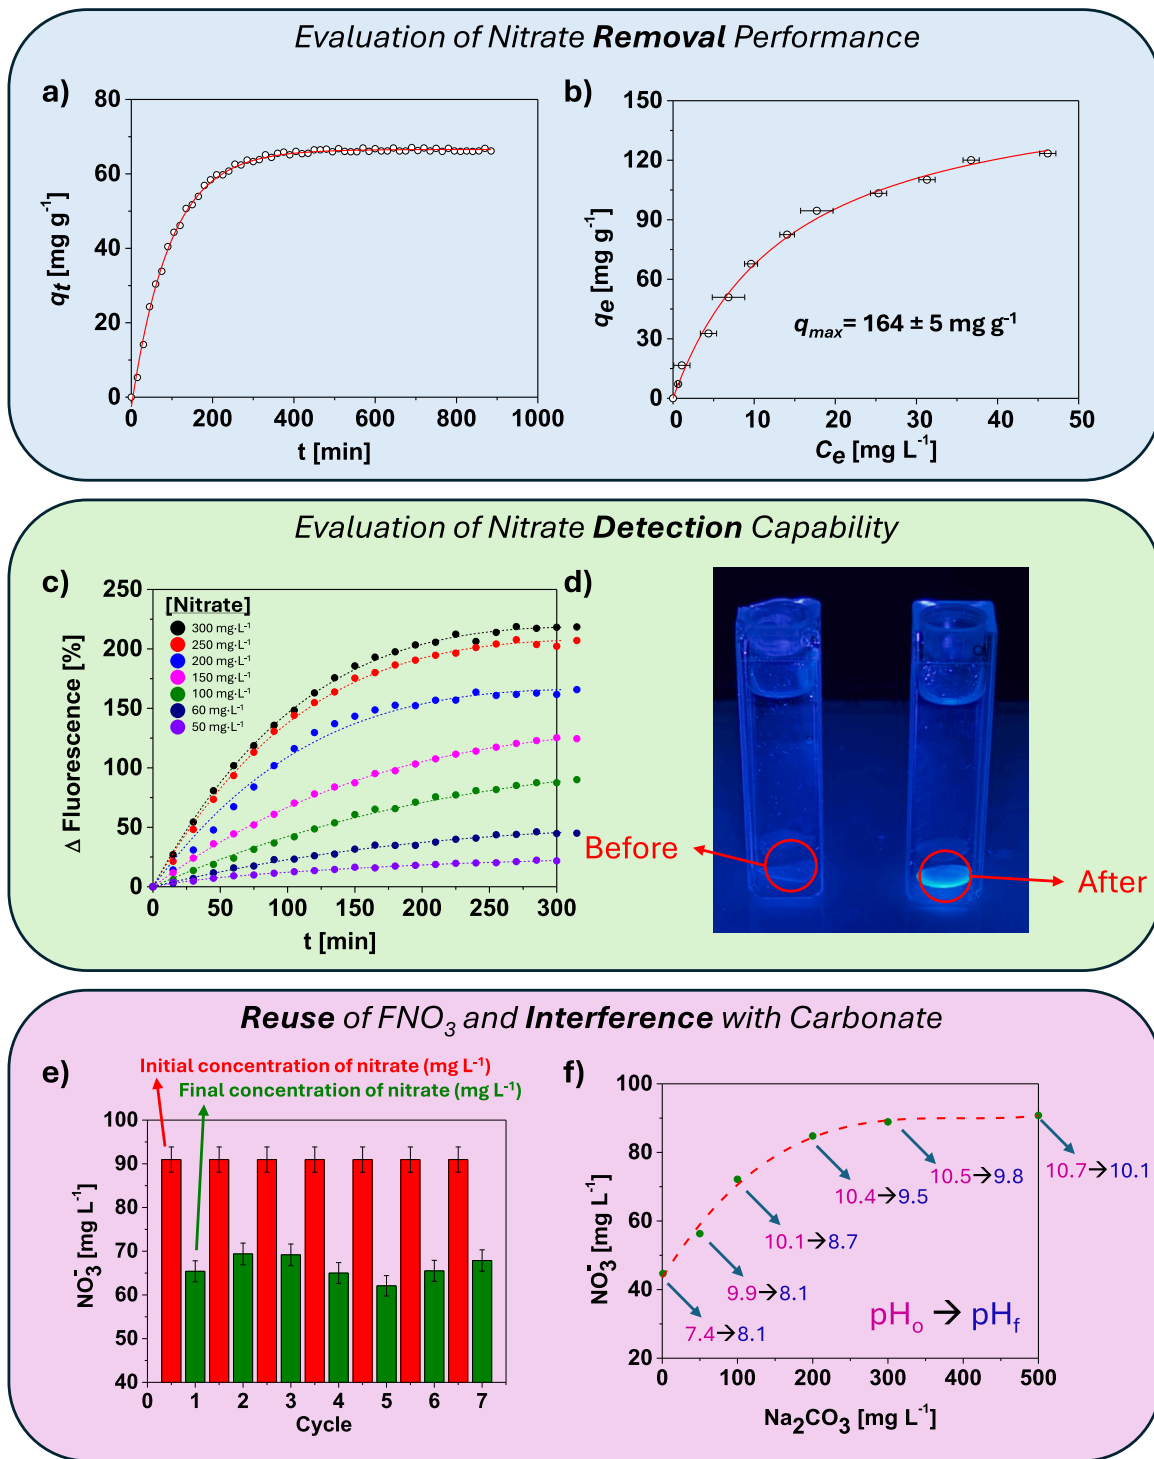 Evaluation of Nitrate Removal Performance
a)
80
60
40
20
0
qt [mg g-1]
0 200 400 600 800 1000
t [min]
b)
150
120
90
60
30
0
qe [mg g-1]
qmax= 164 ± 5 mg g-1
0 10 20 30 40 50
Ce [mg L-1]
Evaluation of Nitrate Detection Capability
c)
250
200
150
100
50
0
Δ Fluorescence [%]
[Nitrate]
300 mg·L-1
250 mg·L-1
200 mg·L-1
150 mg·L-1
100 mg·L-1
60 mg·L-1
50 mg·L-1
0 50 100 150 200 250 300
t [min]
d)
Before
After
Reuse of FNO3 and Interference with Carbonate
e)
Initial concentration of nitrate (mg L-1)
Final concentration of nitrate (mg L-1)
100
90
80
70
60
50
40
NO3- [mg L-1]
0 1 2 3 4 5 6 7
Cycle
f)
100
80
60
40
20
NO3- [mg L-1]
10.7→10.1
10.5→9.8
10.4→9.5
10.1→8.7
9.9→8.1
7.4→8.1
pHo → pHf
0 100 200 300 400 500
Na2CO3 [mg L-1]